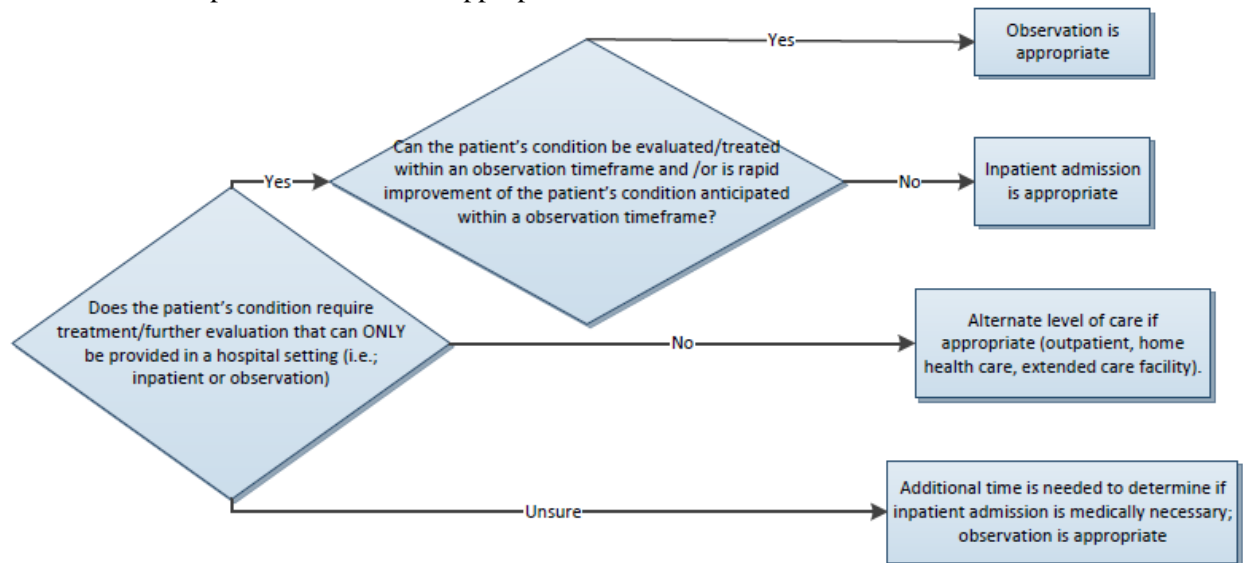 Yes
Observation is
appropriate
Can the patient's condition be evaluated/treated
within an observation timeframe and /or is rapid
improvement of the patient's condition anticipated
within a observation timeframe?
Yes
No
Inpatient admission
is appropriate
Does the patient's condition require
treatment/further evaluation that can ONLY
be provided in a hospital setting (i.e.;
inpatient or observation)
No
Alternate level of care if
appropriate (outpatient, home
health care, extended care facility).
Unsure
Additional time is needed to determine if
inpatient admission is medically necessary;
observation is appropriate